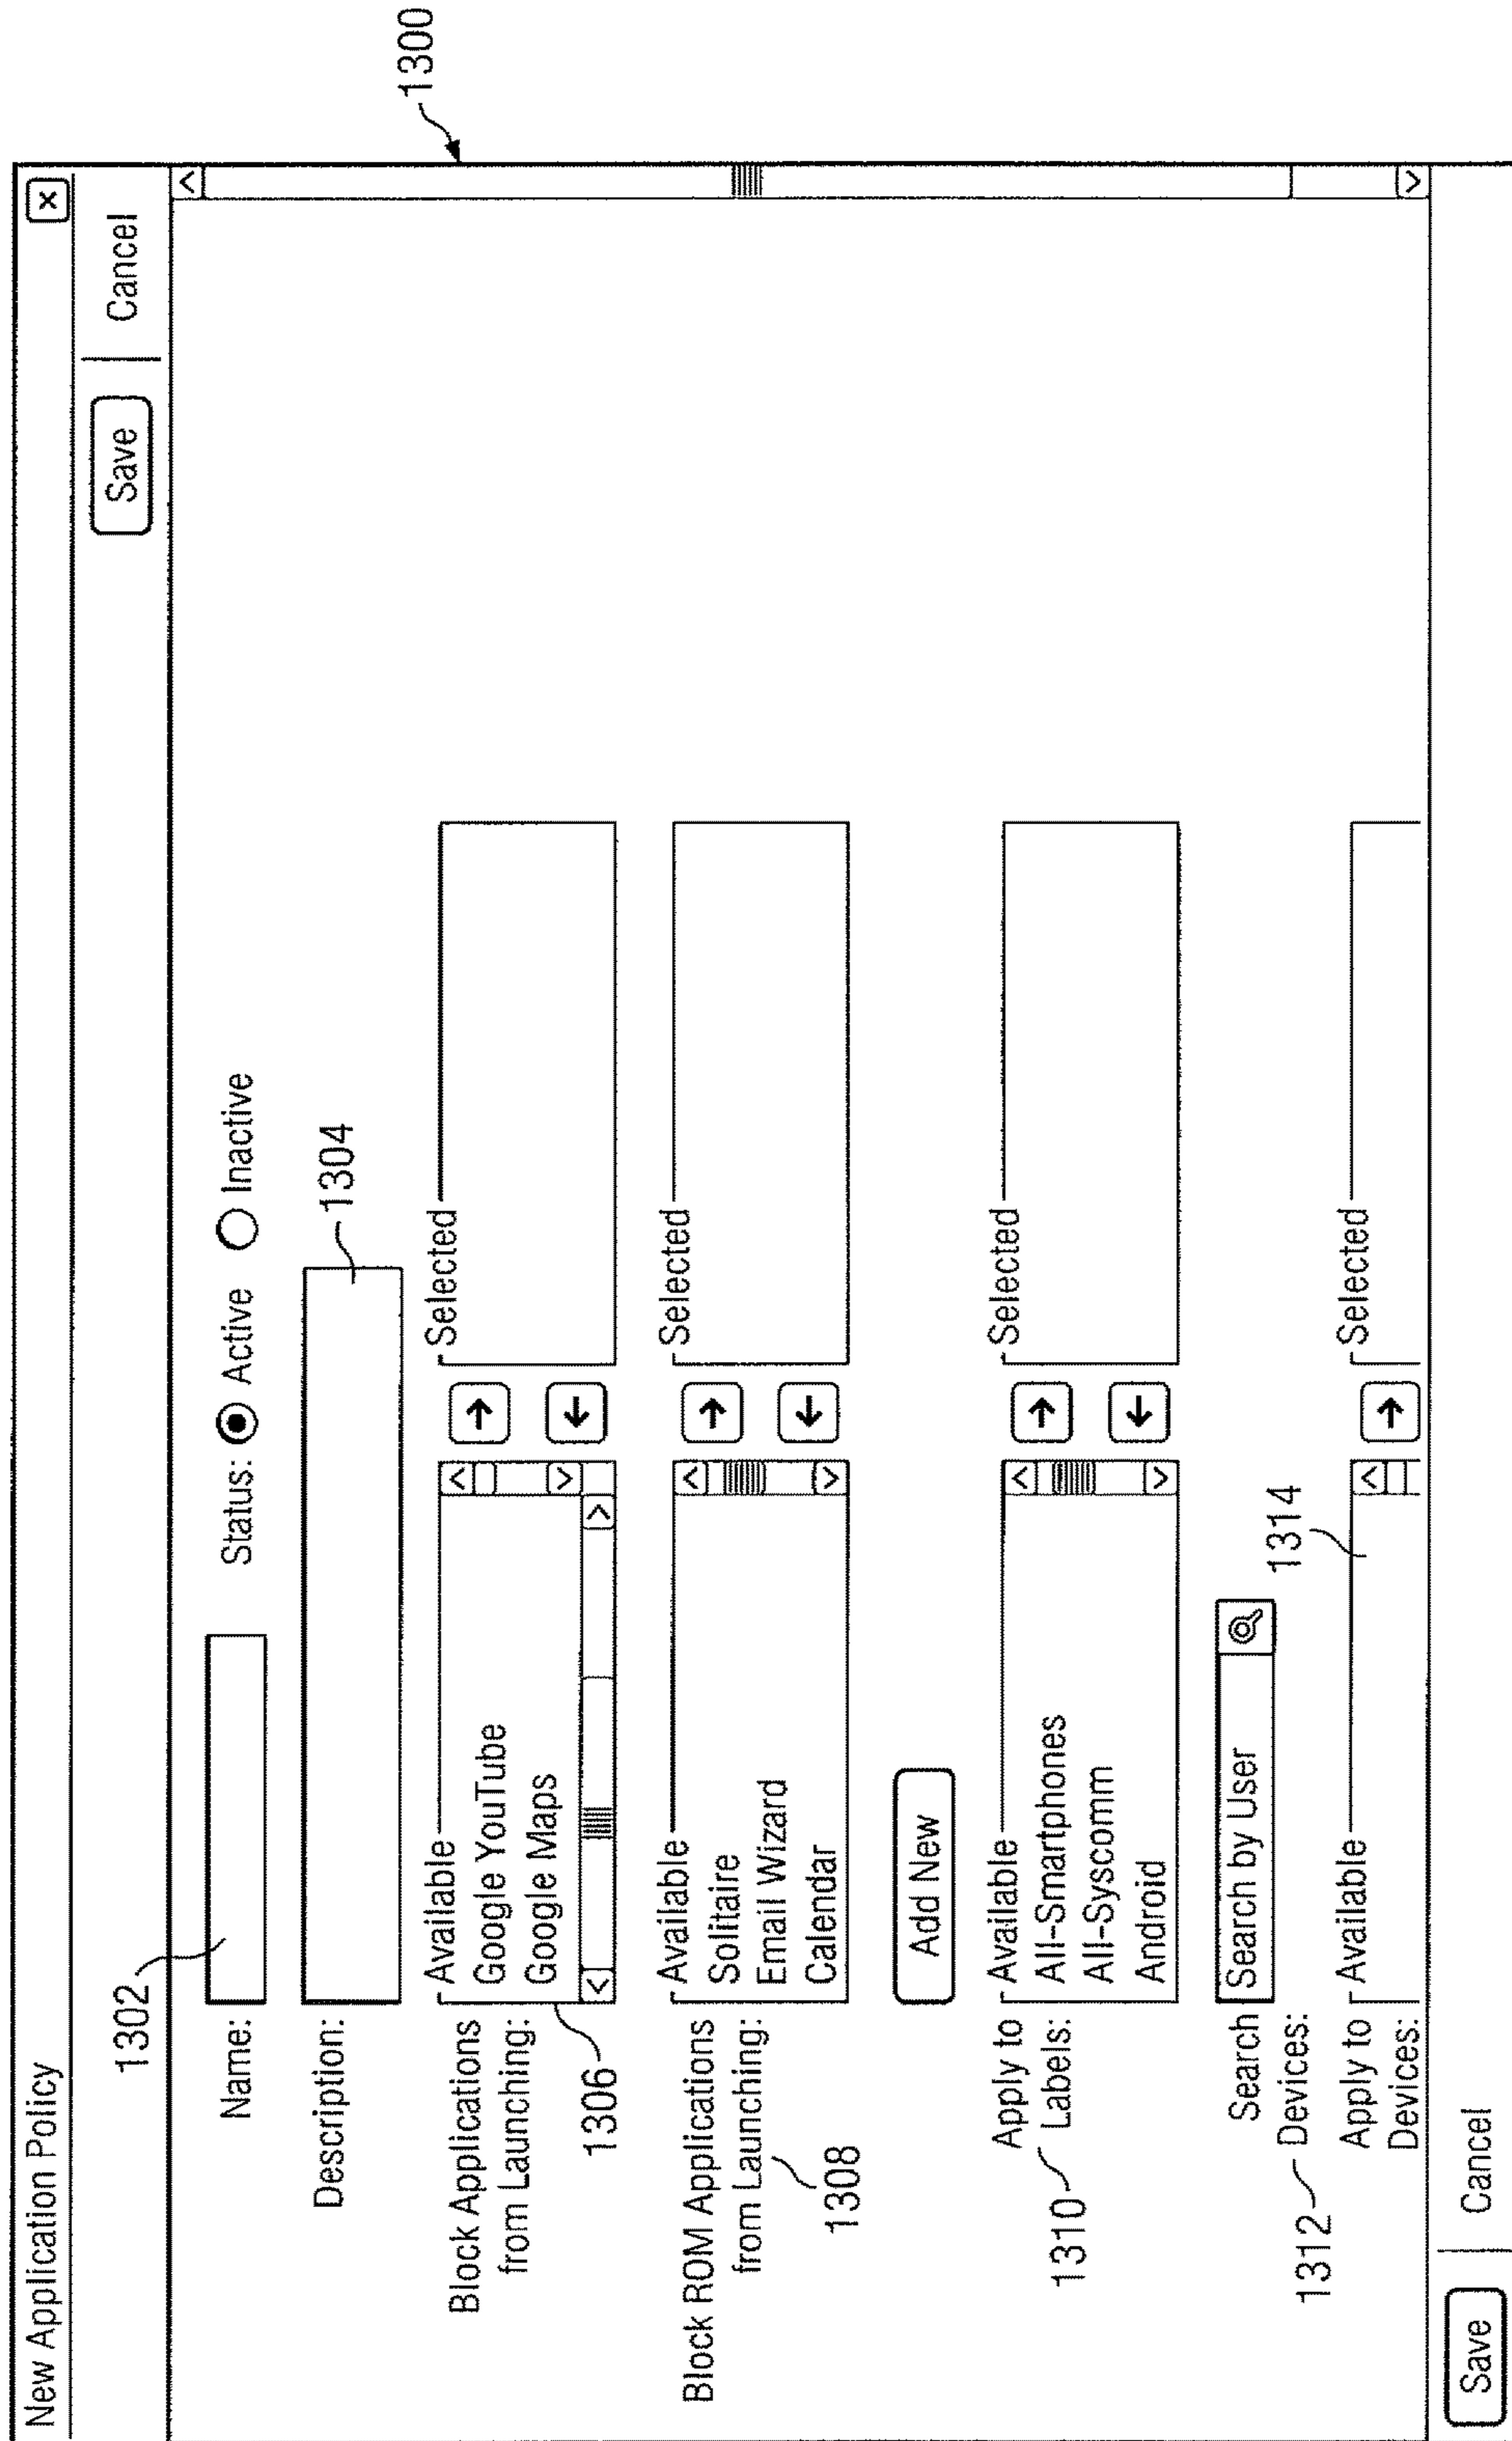 New Application Policy
×
Save
Cancel
1300
1302
Name:
Status: Active Inactive
Description:
1304
Block Applications
from Launching:
1306
Available
Google YouTube
Google Maps
Selected
Block ROM Applications
from Launching:
1308
Available
Solitaire
Email Wizard
Calendar
Selected
Add New
Apply to
Labels:
1310
Available
All-Smartphones
All-Syscomm
Android
Selected
Search
Devices:
1312
Search by User
1314
Apply to
Devices:
Available
Selected
Save
Cancel